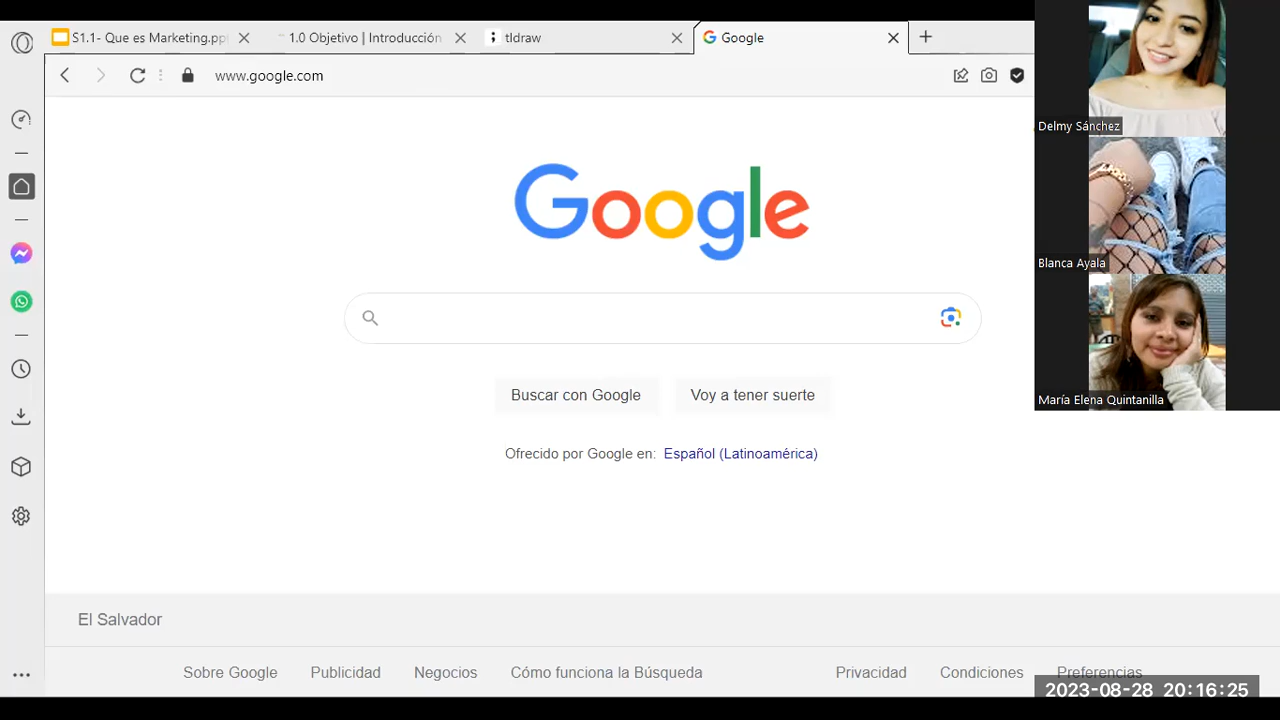 S1.1- Que es Marketing.pp
1.0 Objetivo | Introducción
tldraw
Google
www.google.com
Google
Buscar con Google
Voy a tener suerte
Ofrecido por Google en: Español (Latinoamérica)
El Salvador
Sobre Google
Publicidad
Negocios
Cómo funciona la Búsqueda
Privacidad
Condiciones
Preferencias
Delmy Sánchez
Blanca Ayala
María Elena Quintanilla
2023-08-28 20:16:25